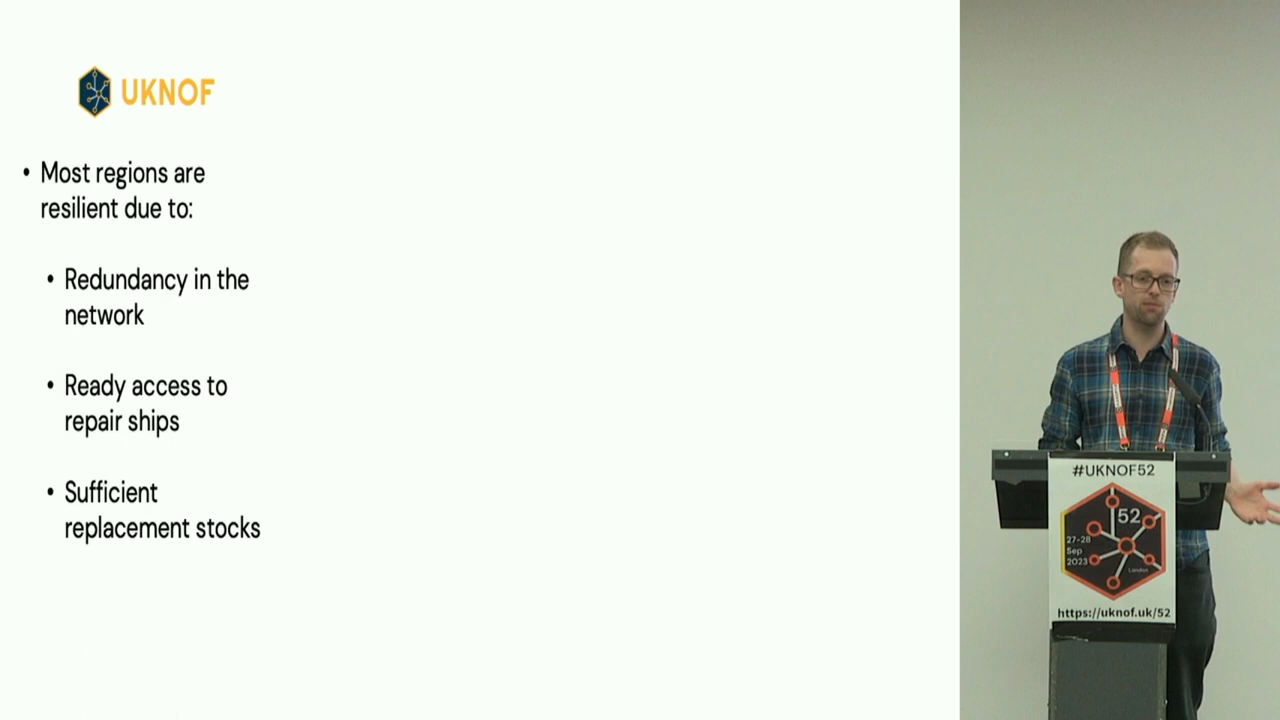 UKNOF
• Most regions are
resilient due to:
• Redundancy in the
network
• Ready access to
repair ships
• Sufficient
replacement stocks
#UKNOF52
52
27-28
Sep
2023
London
https://uknof.uk/52